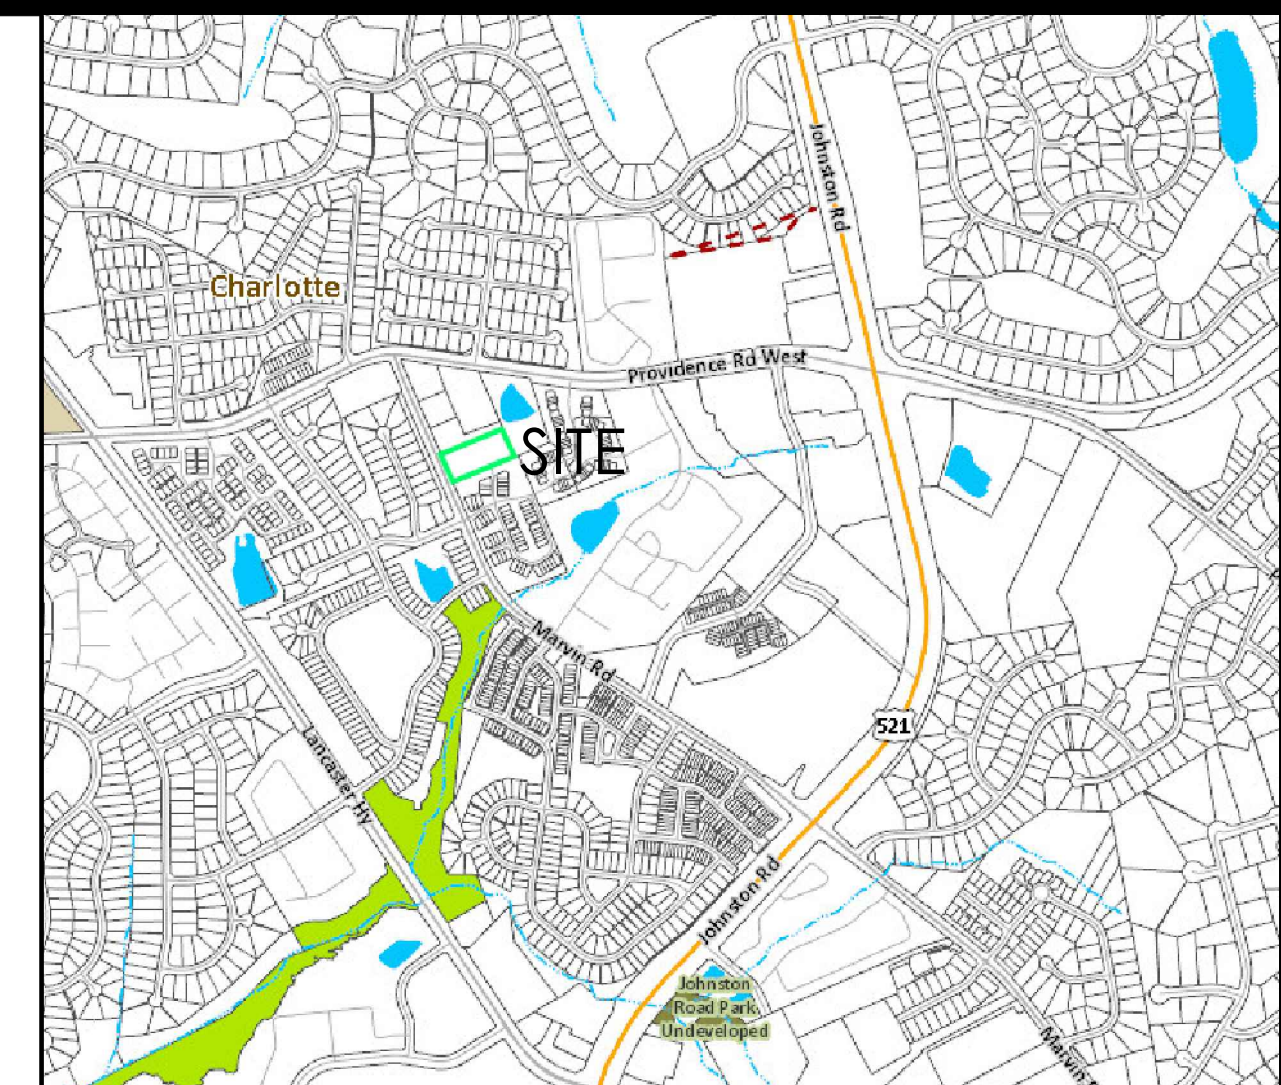 Johnston Rd
Charlotte
Providence Rd West
SITE
Marvin Rd
521
Lancaster Hy
Johnston Rd
Johnston
Road Park
Undeveloped
Marvin